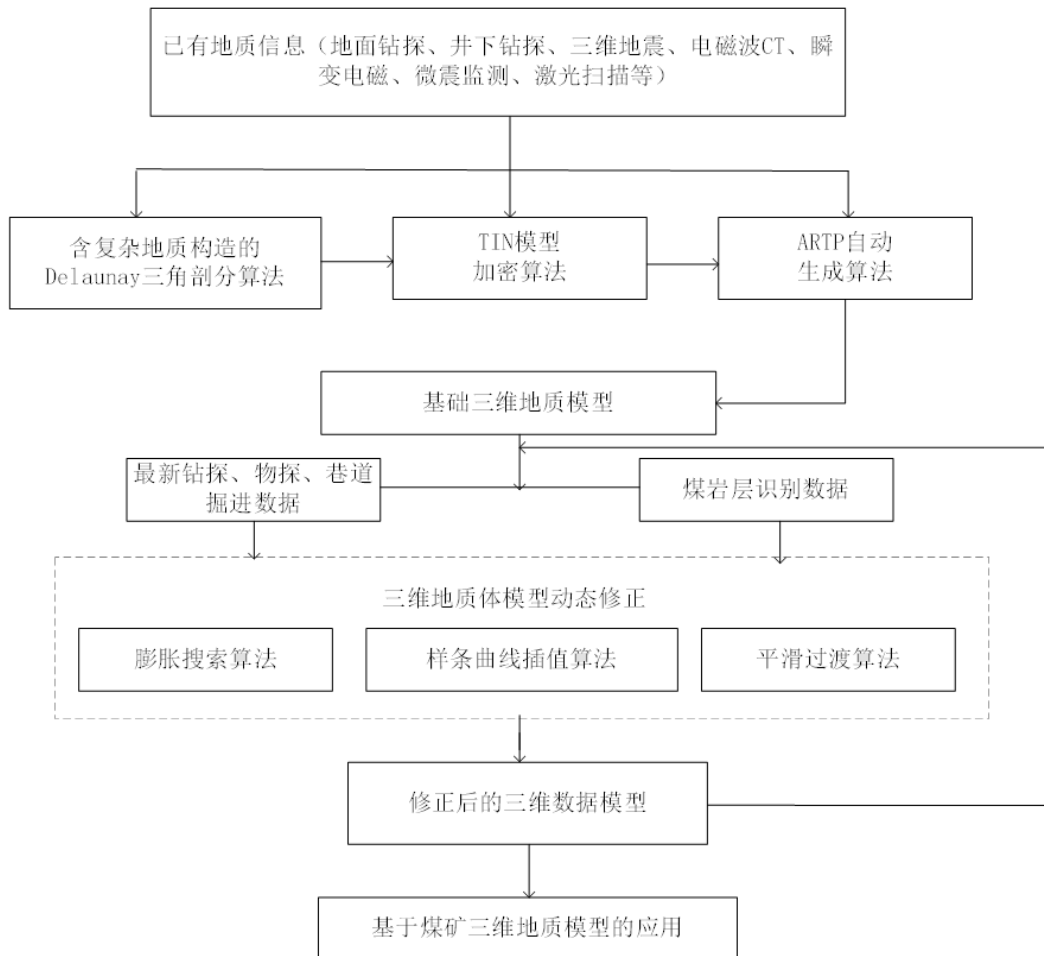 已有地质信息（地面钻探、井下钻探、三维地震、电磁波CT、瞬
变电磁、微震监测、激光扫描等）
含复杂地质构造的
Delaunay三角剖分算法
TIN模型
加密算法
ARTP自动
生成算法
基础三维地质模型
最新钻探、物探、巷道
掘进数据
煤岩层识别数据
三维地质体模型动态修正
膨胀搜索算法
样条曲线插值算法
平滑过渡算法
修正后的三维数据模型
基于煤矿三维地质模型的应用